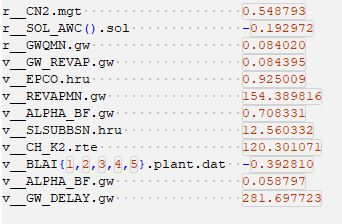 r__CN2.mgt 0.548793
r__SOL_AWC().sol -0.192972
r__GWQMN.gw 0.084020
v__GW_REVAP.gw 0.084395
v__EPCO.hru 0.925009
v__REVAPMN.gw 154.389816
v__ALPHA_BF.gw 0.708331
v__SLSUBBSN.hru 12.560332
v__CH_K2.rte 120.301071
v__BLAI{1,2,3,4,5}.plant.dat -0.392810
v__ALPHA_BF.gw 0.058797
v__GW_DELAY.gw 281.697723